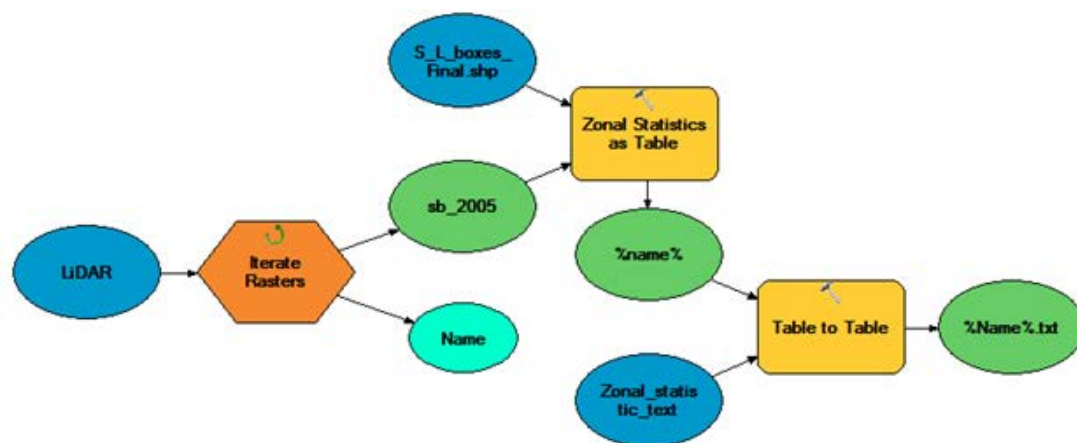 S_L_boxes_
Final.shp
Zonal Statistics
as Table
sb_2005
LiDAR
Iterate
Rasters
%name%
Name
Table to Table
%Name%.txt
Zonal_statis
tic_text